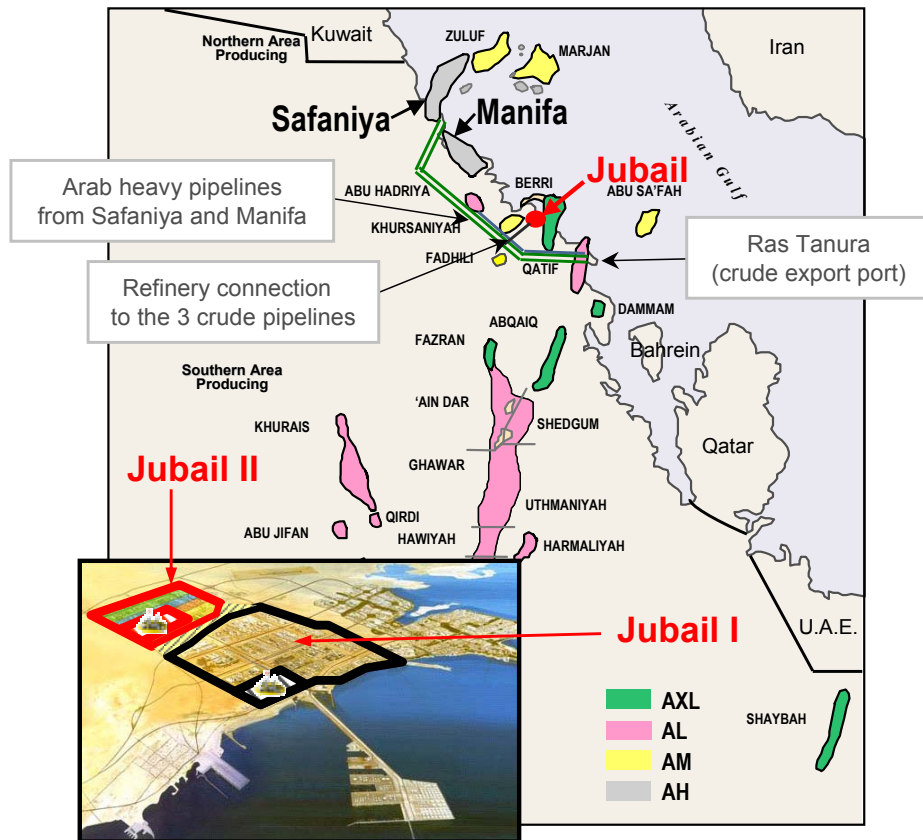 Northern Area
Producing
Kuwait
ZULUF
MARJAN
Iran
Safaniya
Manifa
Arabian Gulf
Arab heavy pipelines
from Safaniya and Manifa
ABU HADRIYA
BERRI
Jubail
ABU SA'FAH
KHURSANIYAH
FADHILI
QATIF
Ras Tanura
(crude export port)
Refinery connection
to the 3 crude pipelines
DAMMAM
ABQAIQ
FAZRAN
Bahrein
Southern Area
Producing
‘AIN DAR
SHEDGUM
KHURAIS
Qatar
GHAWAR
Jubail II
UTHMANIYAH
QIRDI
ABU JIFAN
HAWIYAH
HARMALIYAH
Jubail I
U.A.E.
AXL
AL
AM
AH
SHAYBAH